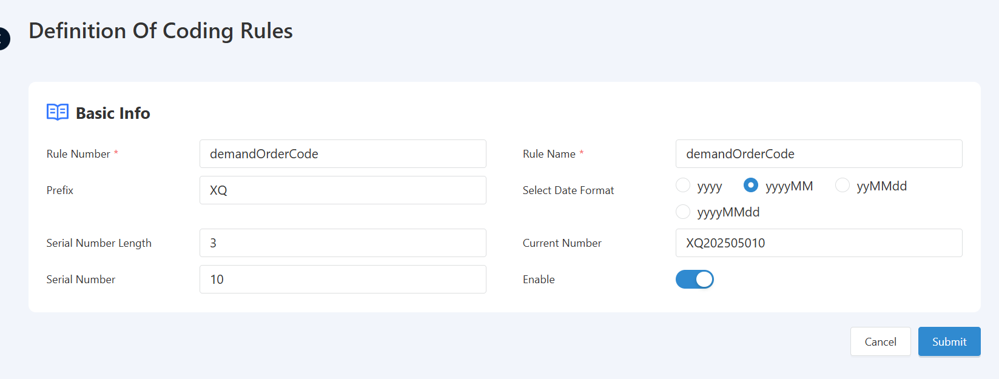 Definition Of Coding Rules
Basic Info
Rule Number *
demandOrderCode
Rule Name *
demandOrderCode
Prefix
XQ
Select Date Format
yyyy
yyyyMM
yyMMdd
yyyyMMdd
Serial Number Length
3
Current Number
XQ202505010
Serial Number
10
Enable
Cancel
Submit